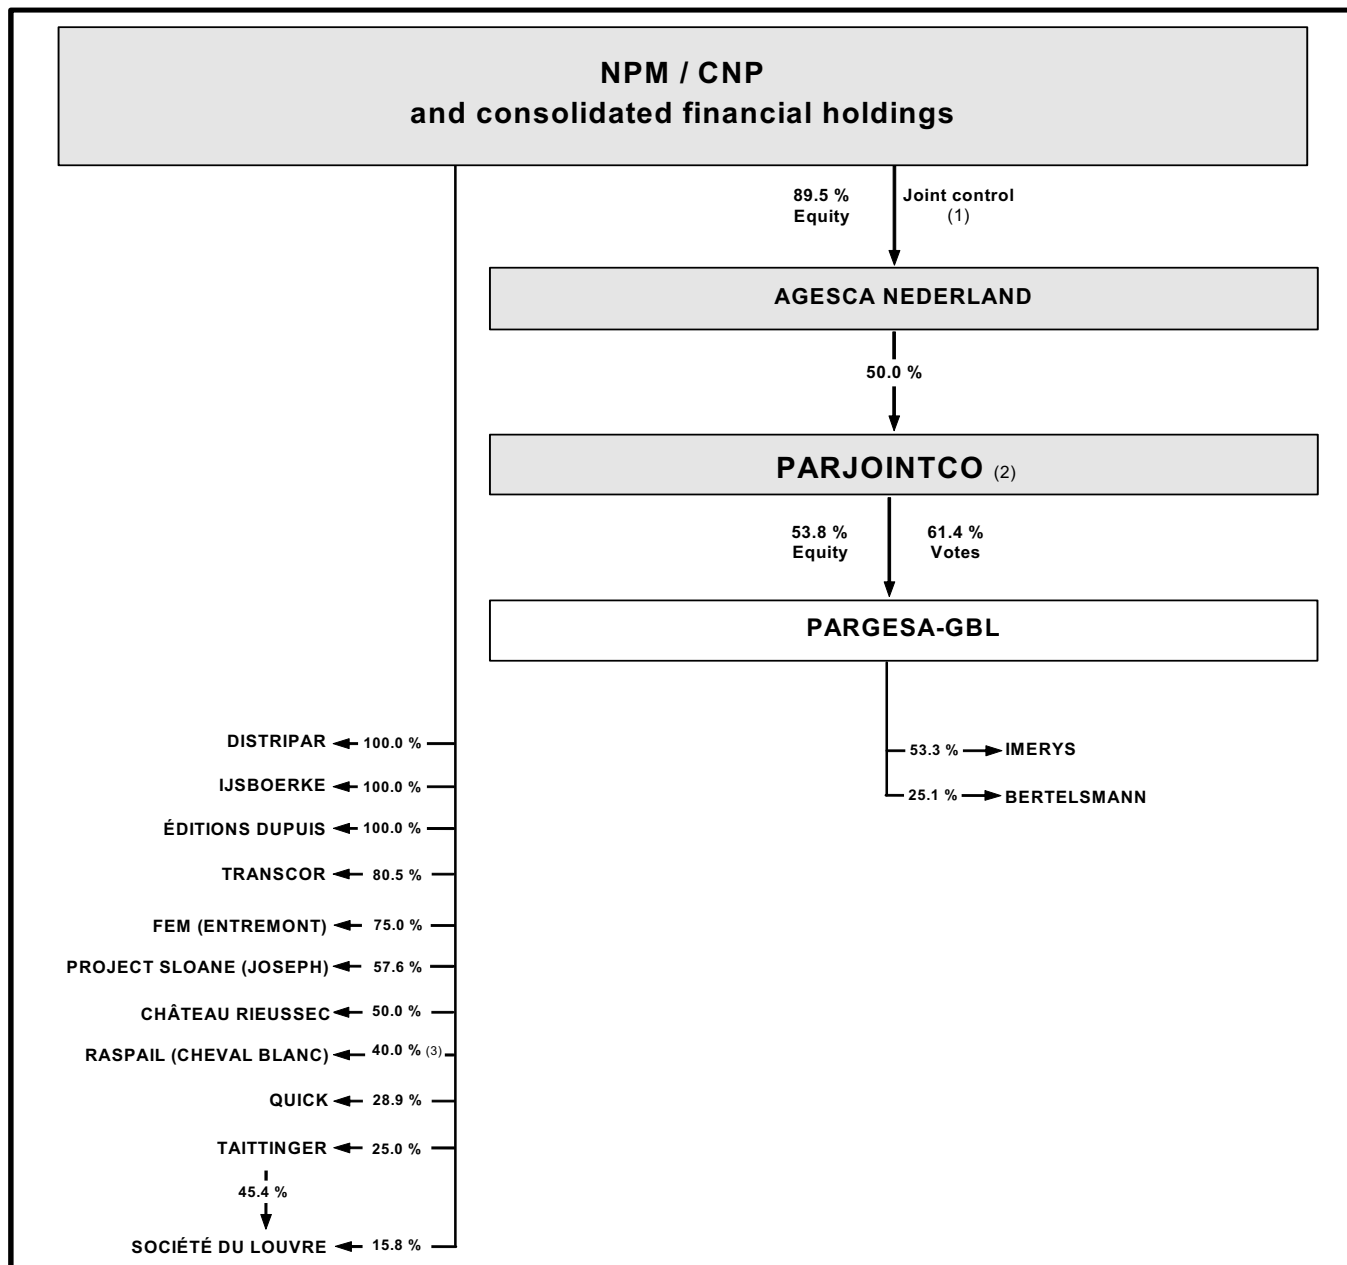 NPM / CNP
and consolidated financial holdings
89.5 %
Equity
Joint control
(1)
AGESCA NEDERLAND
50.0 %
PARJOINTCO (2)
53.8 %
Equity
61.4 %
Votes
PARGESA-GBL
DISTRIPAR 100.0 %
53.3 % IMERYS
IJSBOERKE 100.0 %
25.1 % BERTELSMANN
ÉDITIONS DUPUIS 100.0 %
TRANSCOR 80.5 %
FEM (ENTREMONT) 75.0 %
PROJECT SLOANE (JOSEPH) 57.6 %
CHÂTEAU RIEUSSEC 50.0 %
RASPAIL (CHEVAL BLANC) 40.0 % (3)
QUICK 28.9 %
TAITTINGER 25.0 %
45.4 %
SOCIÉTÉ DU LOUVRE 15.8 %